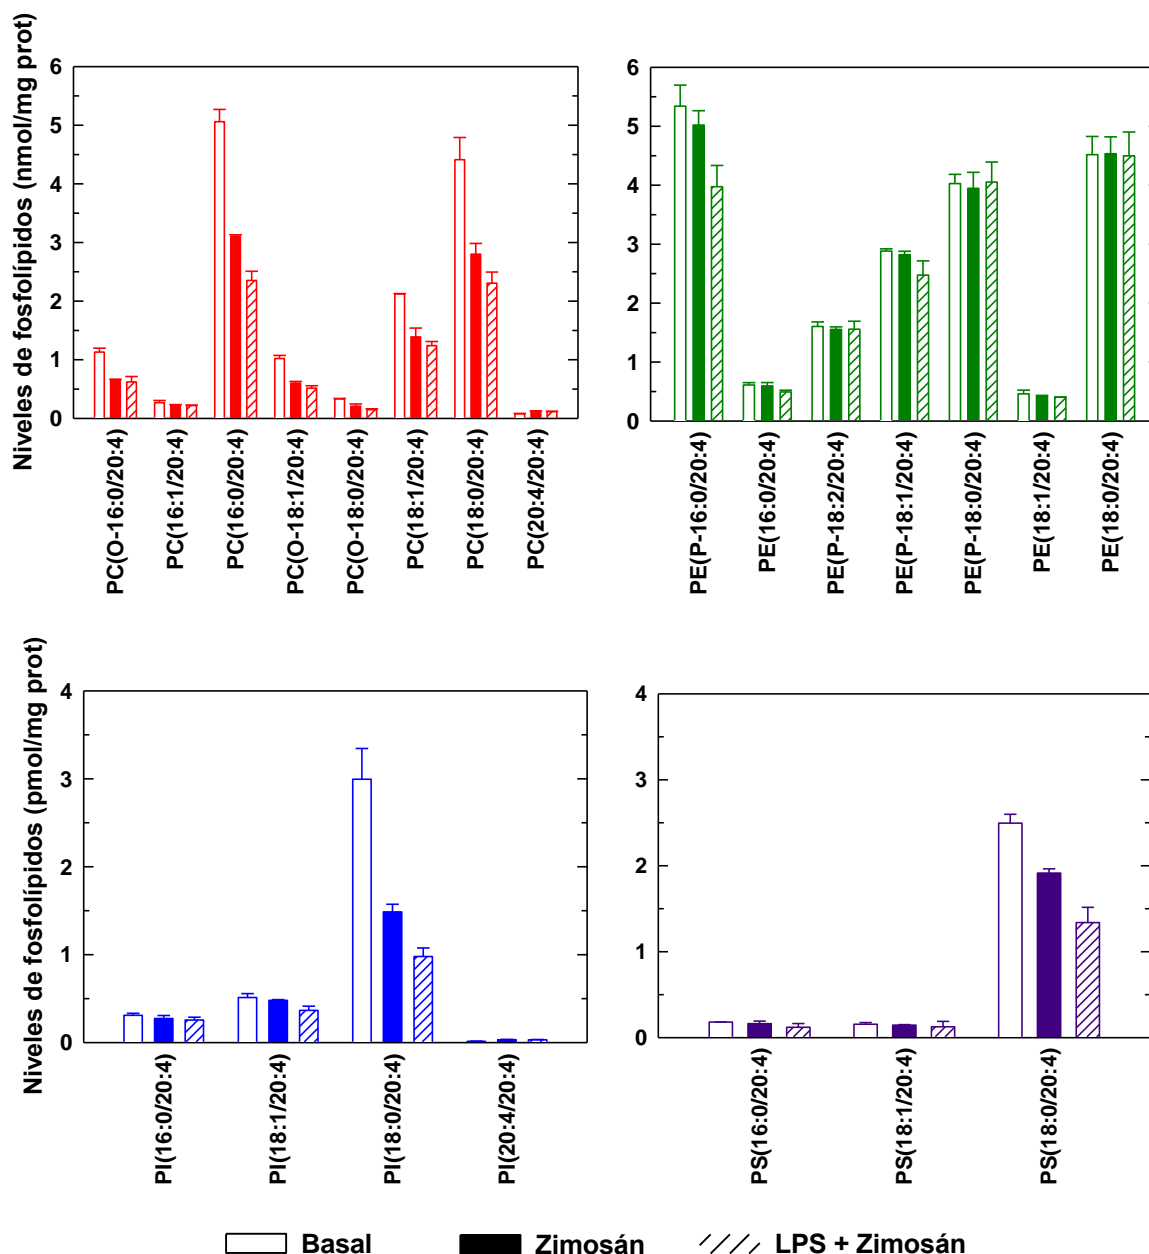 Niveles de fosfolípidos (nmol/mg prot)
6
5
4
3
2
1
0
PC(O-16:0/20:4)
PC(16:1/20:4)
PC(16:0/20:4)
PC(O-18:1/20:4)
PC(O-18:0/20:4)
PC(18:1/20:4)
PC(18:0/20:4)
PC(20:4/20:4)
6
5
4
3
2
1
0
PE(P-16:0/20:4)
PE(16:0/20:4)
PE(P-18:2/20:4)
PE(P-18:1/20:4)
PE(P-18:0/20:4)
PE(18:1/20:4)
PE(18:0/20:4)
Niveles de fosfolípidos (pmol/mg prot)
4
3
2
1
0
PI(16:0/20:4)
PI(18:1/20:4)
PI(18:0/20:4)
PI(20:4/20:4)
4
3
2
1
0
PS(16:0/20:4)
PS(18:1/20:4)
PS(18:0/20:4)
Basal Zimosán LPS + Zimosán